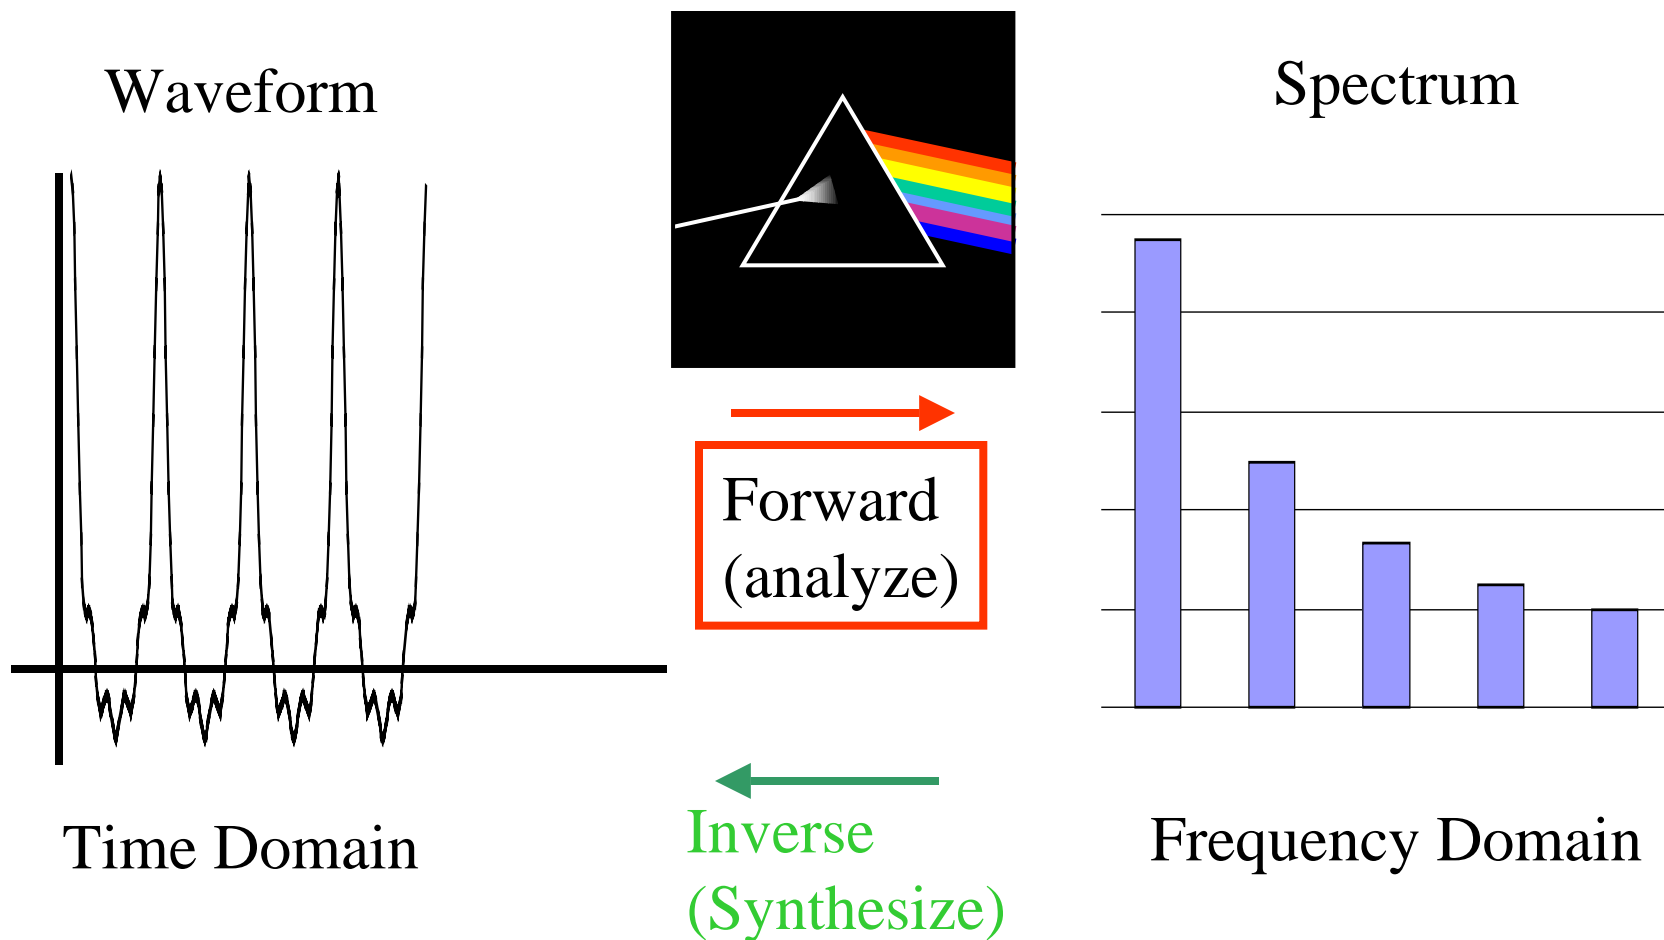 Waveform
Spectrum
Forward
(analyze)
Time Domain
Inverse
(Synthesize)
Frequency Domain